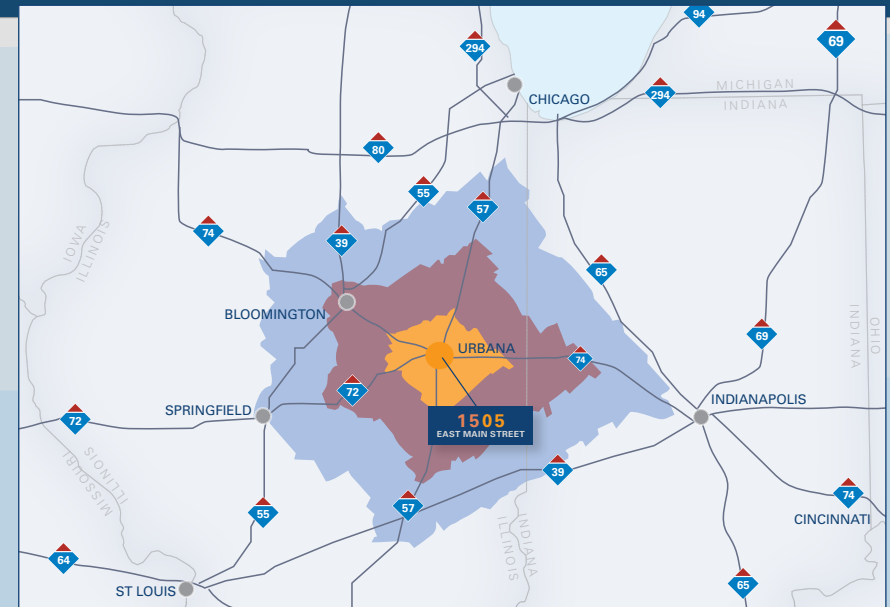 94
69
294
CHICAGO
294
MICHIGAN
INDIANA
80
55
57
74
39
IOWA
ILLINOIS
65
BLOOMINGTON
INDIANA
OHIO
69
URBANA
74
72
INDIANAPOLIS
SPRINGFIELD
72
1505
EAST MAIN STREET
ILLINOIS
MISSOURI
39
74
57
55
CINCINNATI
ILLINOIS
INDIANA
64
65
ST LOUIS